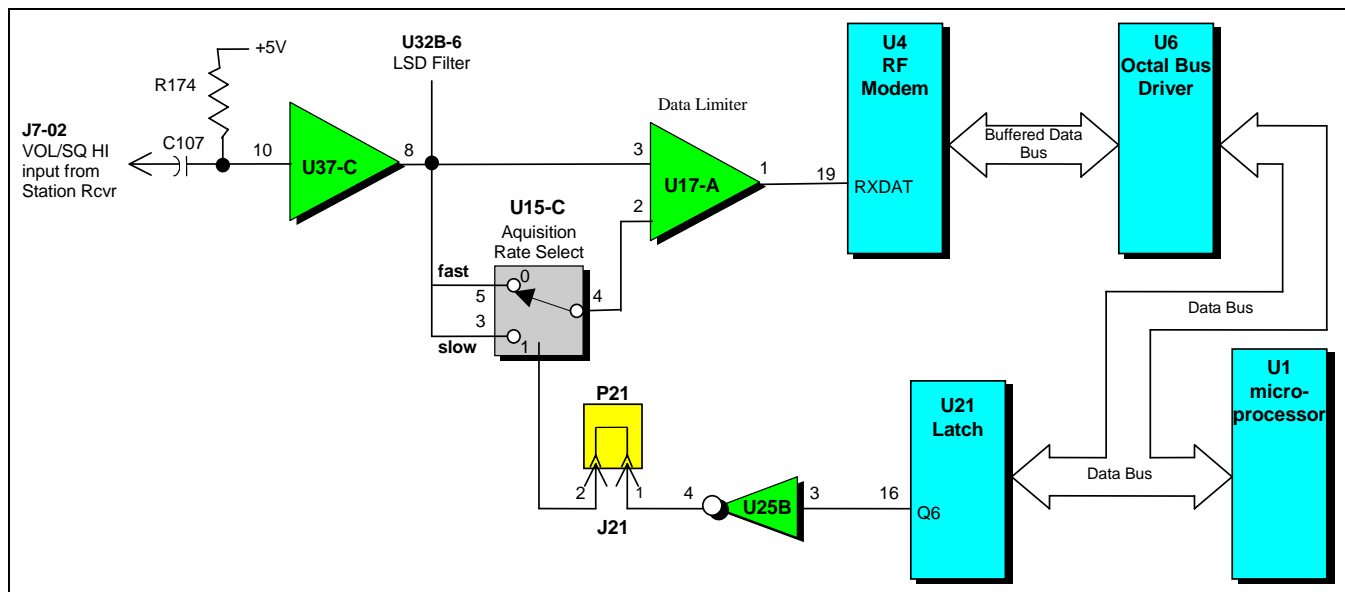 +5V
R174
J7-02
VOL/SQ HI
input from
Station Rcvr
C107
10
U37-C
8
U32B-6
LSD Filter
Data Limiter
3
2
U17-A
1
19
U4
RF
Modem
RXDAT
Buffered Data
Bus
U6
Octal Bus
Driver
U15-C
Aquisition
Rate Select
fast
5
0
4
3
slow
1
Data Bus
P21
2
1
J21
4
U25B
3
16
U21
Latch
Q6
Data Bus
U1
micro-
processor